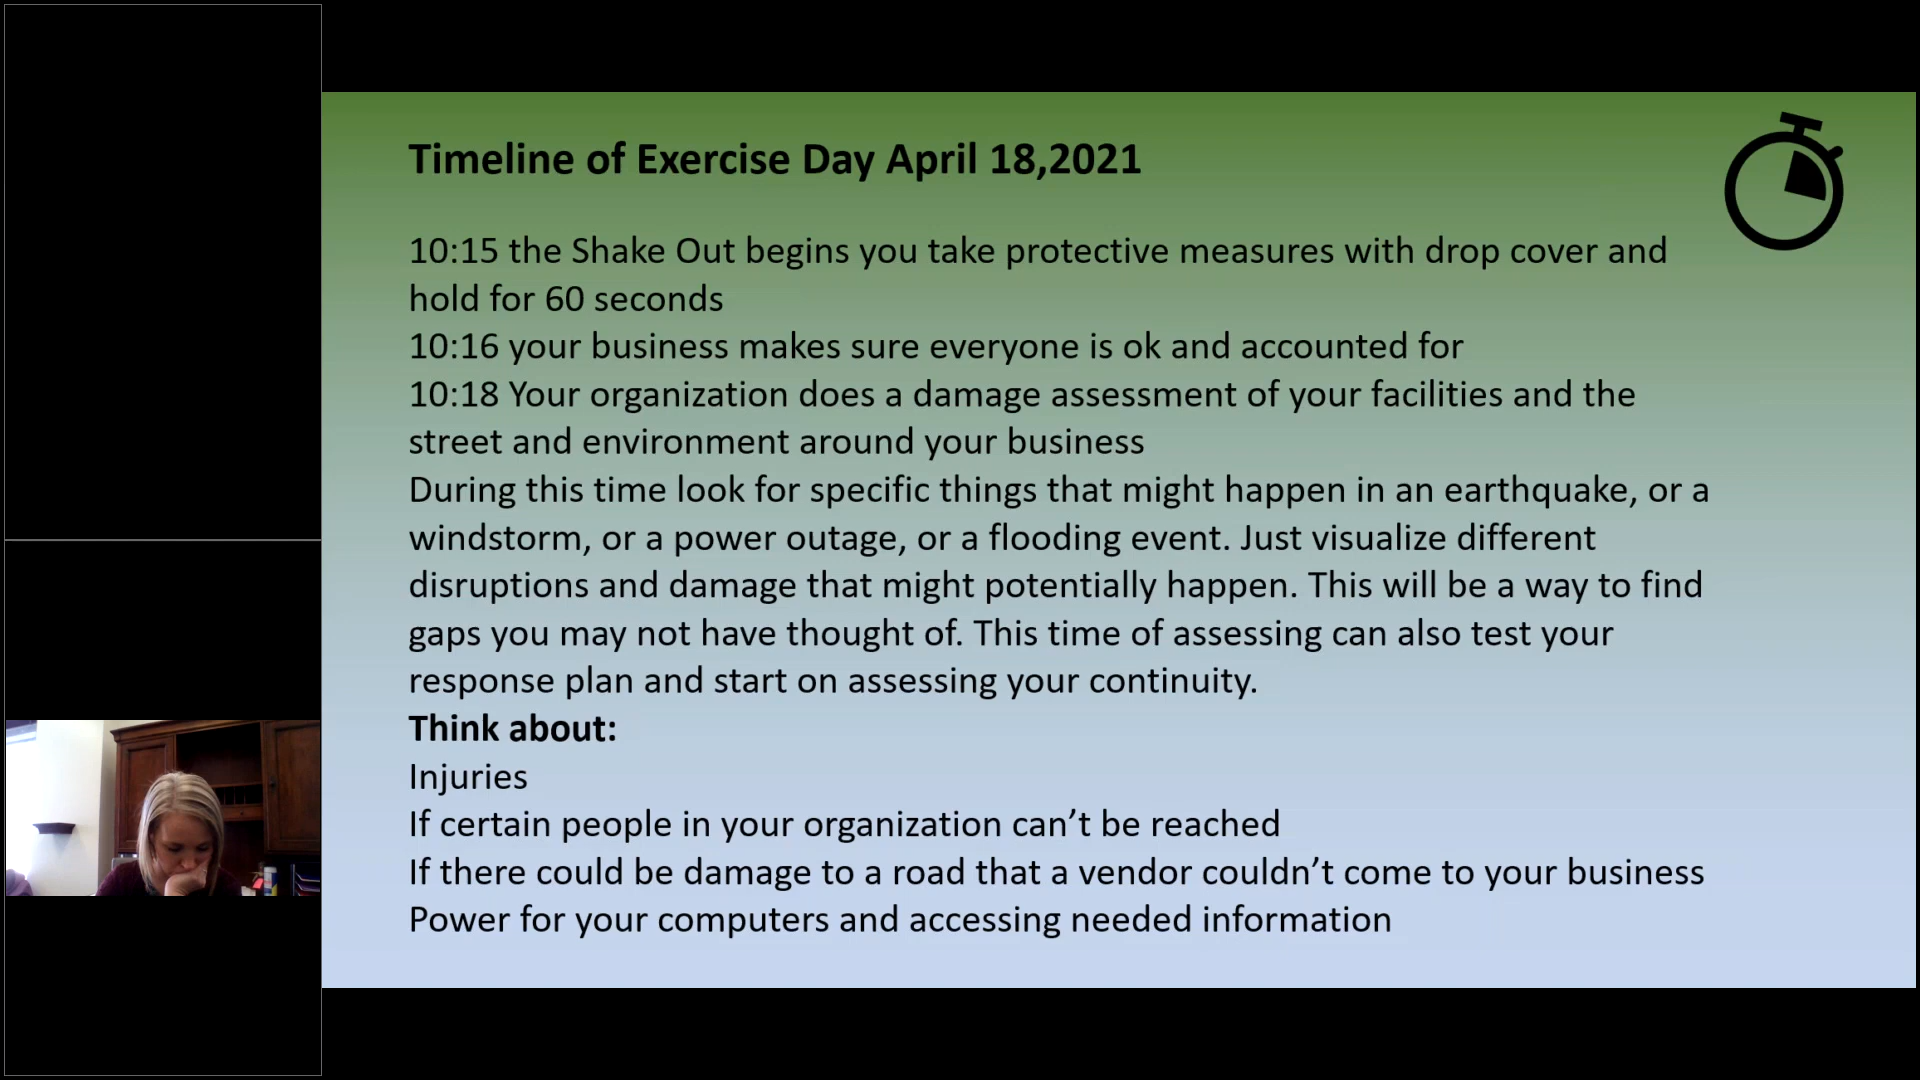 Timeline of Exercise Day April 18,2021
10:15 the Shake Out begins you take protective measures with drop cover and
hold for 60 seconds
10:16 your business makes sure everyone is ok and accounted for
10:18 Your organization does a damage assessment of your facilities and the
street and environment around your business
During this time look for specific things that might happen in an earthquake, or a
windstorm, or a power outage, or a flooding event. Just visualize different
disruptions and damage that might potentially happen. This will be a way to find
gaps you may not have thought of. This time of assessing can also test your
response plan and start on assessing your continuity.
Think about:
Injuries
If certain people in your organization can’t be reached
If there could be damage to a road that a vendor couldn’t come to your business
Power for your computers and accessing needed information